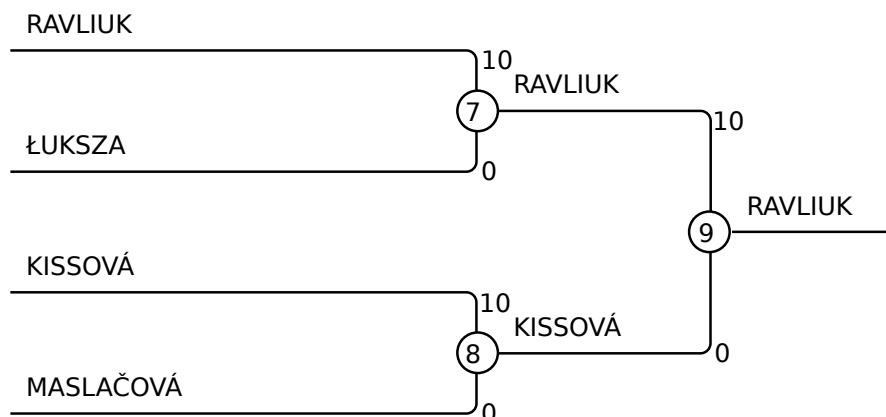 RAVLIUK
10
RAVLIUK
7
10
ŁUKSZA
0
RAVLIUK
9
KISSOVÁ
10
KISSOVÁ
8
0
MASLAČOVÁ
0